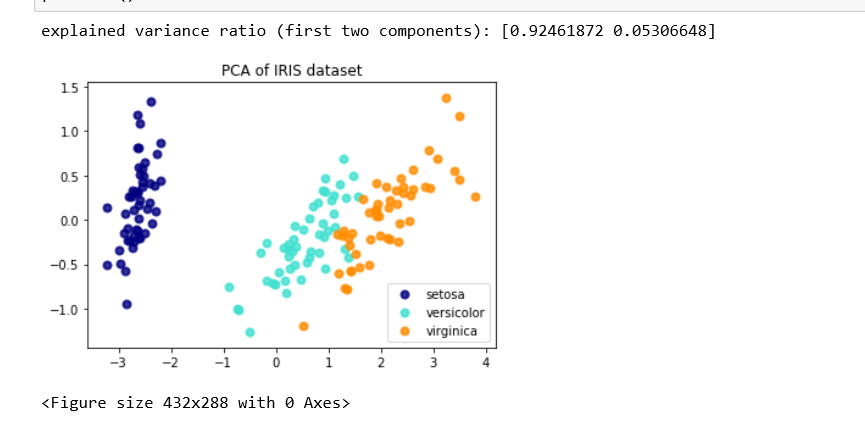 explained variance ratio (first two components): [0.92461872 0.05306648]
PCA of IRIS dataset
1.5
1.0
0.5
0.0
−0.5
−1.0
setosa
versicolor
virginica
−3 −2 −1 0 1 2 3 4
<Figure size 432x288 with 0 Axes>